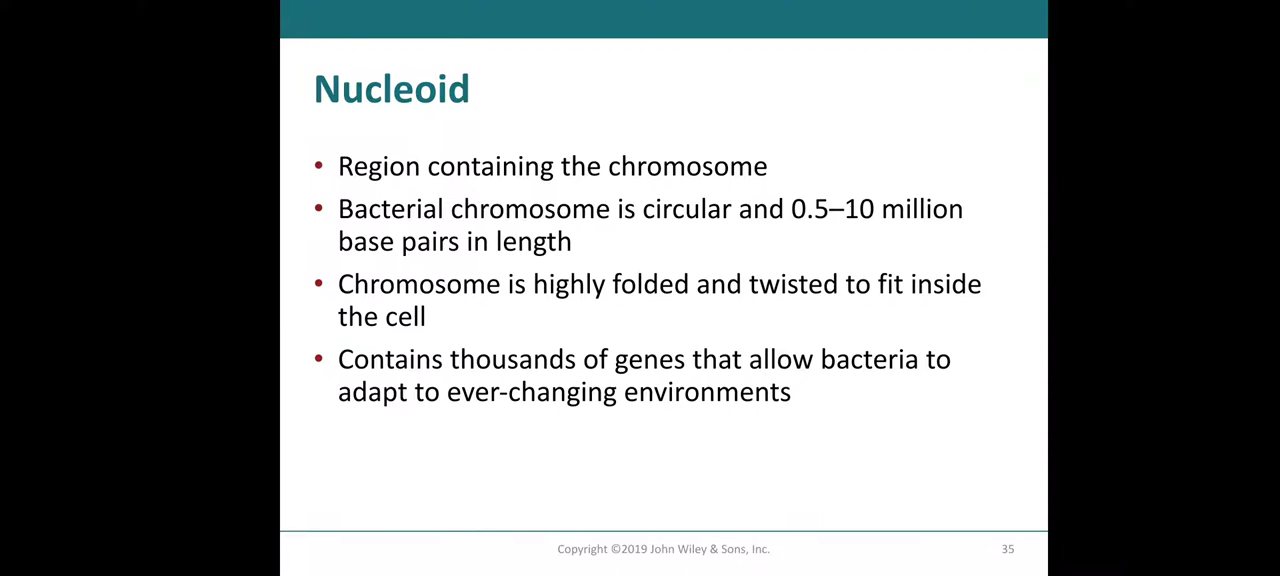 Nucleoid
• Region containing the chromosome
• Bacterial chromosome is circular and 0.5–10 million
base pairs in length
• Chromosome is highly folded and twisted to fit inside
the cell
• Contains thousands of genes that allow bacteria to
adapt to ever-changing environments
Copyright ©2019 John Wiley & Sons, Inc.
35